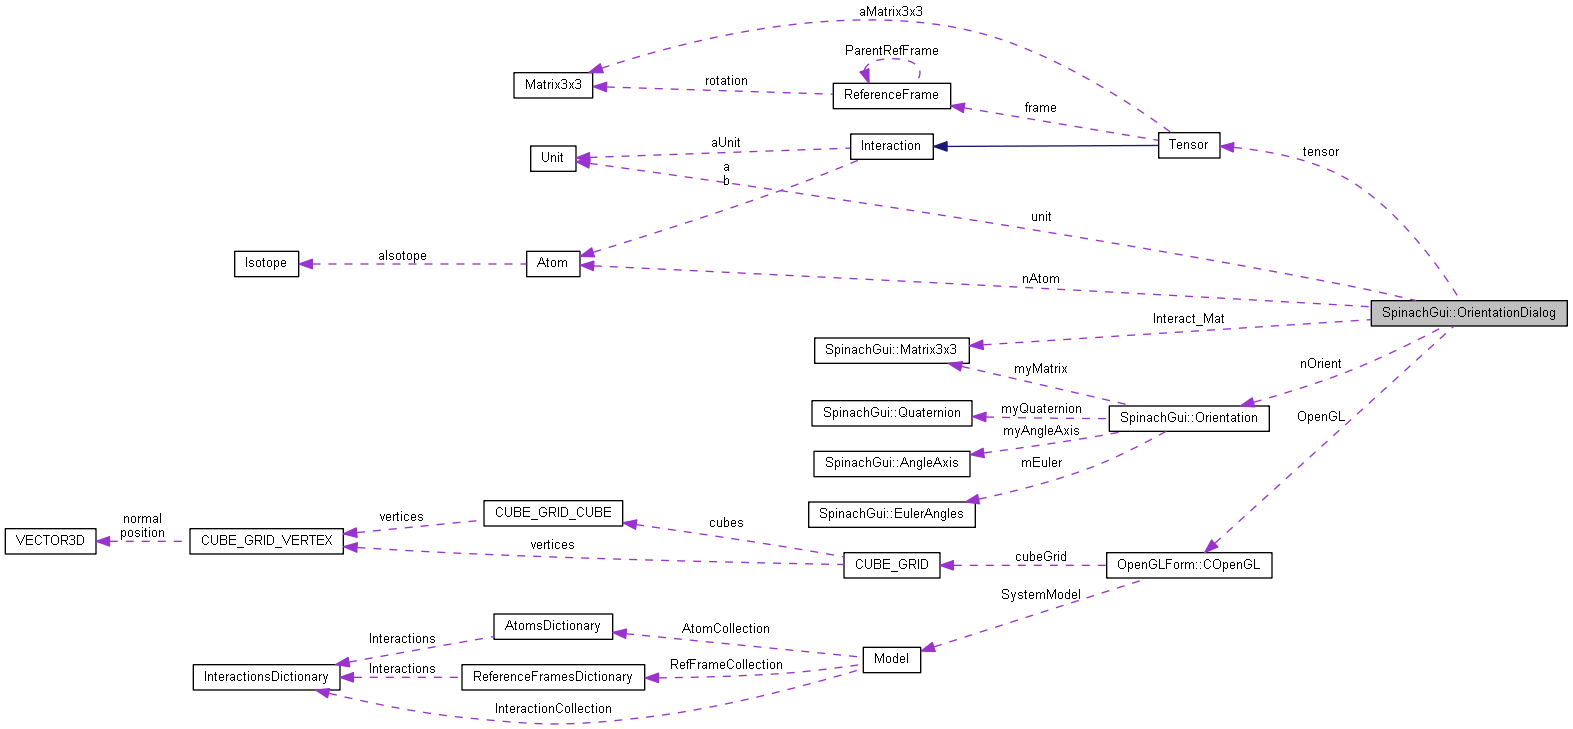 aMatrix3x3
ParentRefFrame
Matrix3x3
rotation
ReferenceFrame
frame
Tensor
tensor
Unit
aUnit
Interaction
a
b
unit
Isotope
aIsotope
Atom
nAtom
SpinachGui::OrientationDialog
Interact_Mat
SpinachGui::Matrix3x3
myMatrix
nOrient
SpinachGui::Quaternion
myQuaternion
SpinachGui::Orientation
OpenGL
myAngleAxis
SpinachGui::AngleAxis
mEuler
SpinachGui::EulerAngles
CUBE_GRID_CUBE
cubes
vertices
normal
position
VECTOR3D
CUBE_GRID_VERTEX
vertices
CUBE_GRID
cubeGrid
OpenGLForm::COpenGL
SystemModel
AtomsDictionary
AtomCollection
Interactions
Model
RefFrameCollection
Interactions
InteractionsDictionary
ReferenceFramesDictionary
InteractionCollection